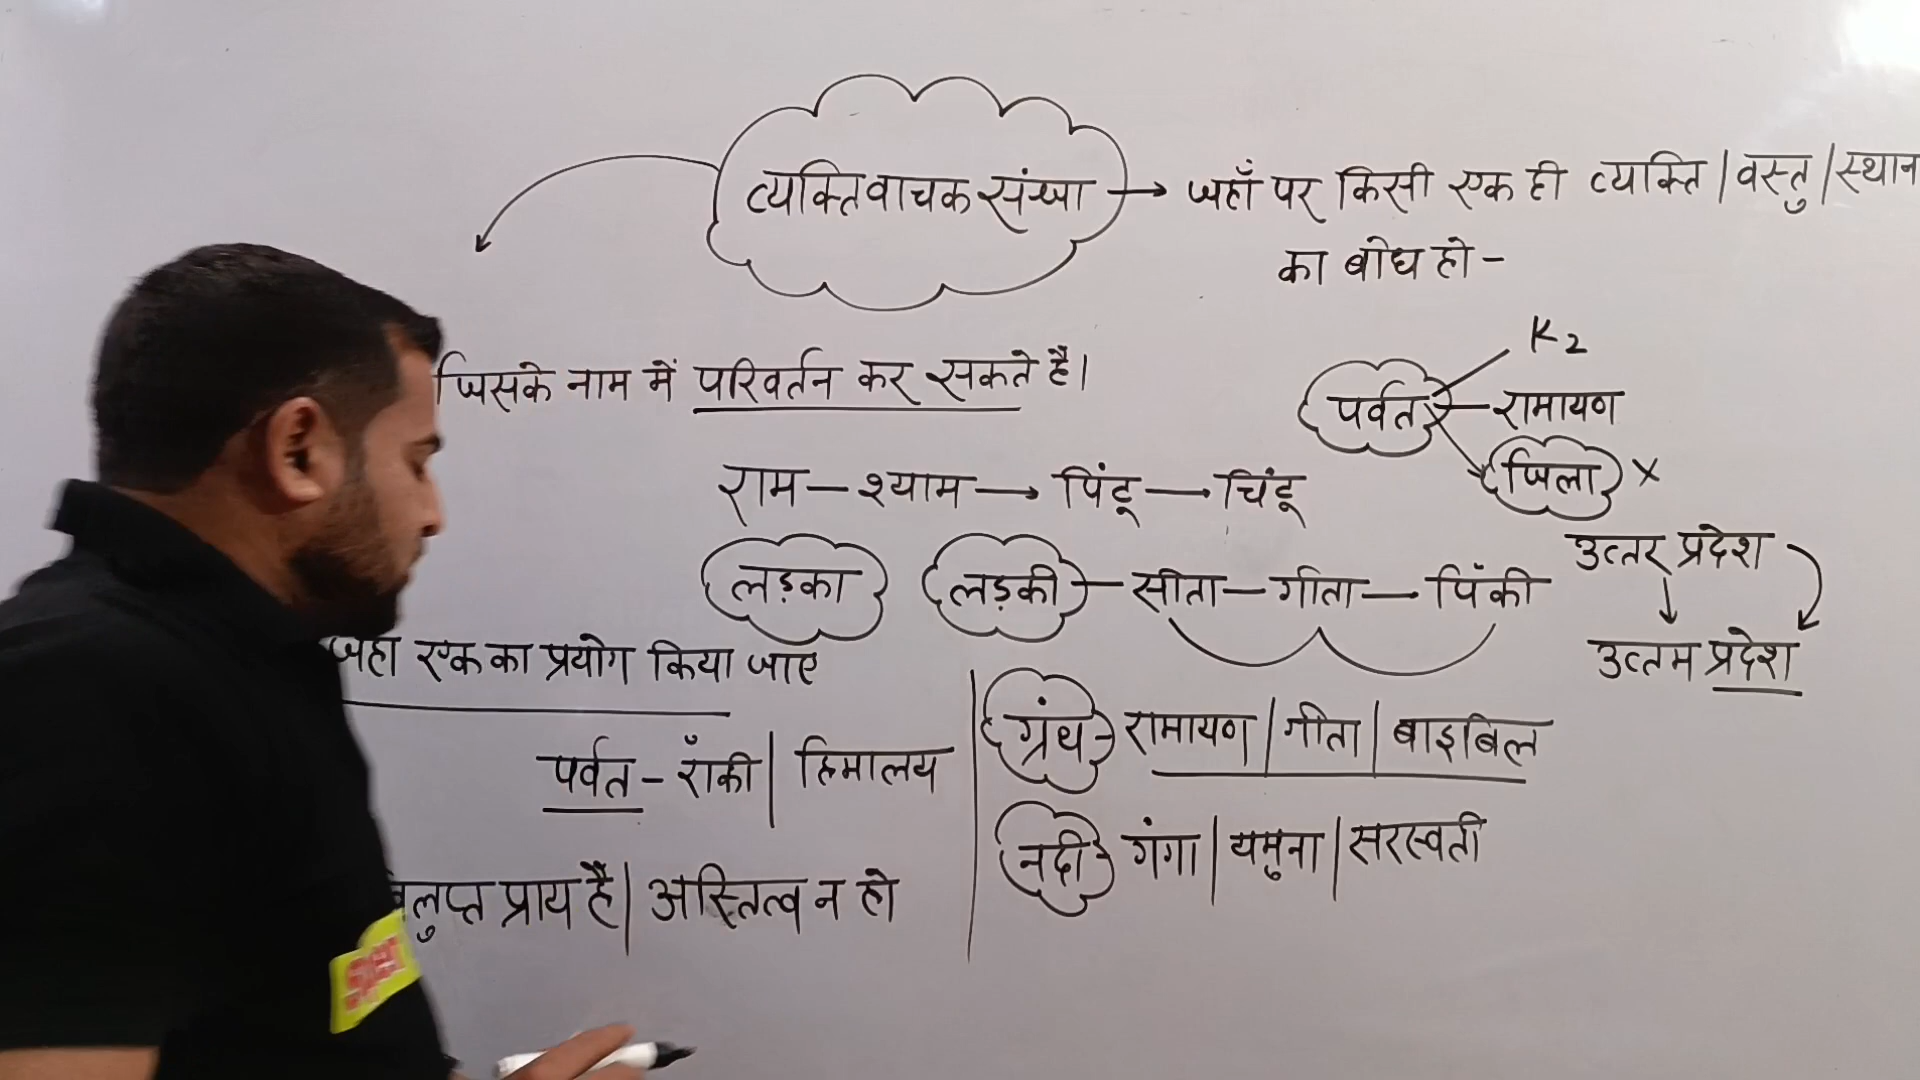 व्यक्तिवाचक संज्ञा → जहाँ पर किसी एक ही व्यक्ति | वस्तु | स्थान
का बोध हो -
जिसके नाम में परिवर्तन कर सकते है।
पर्वत
K2
रामायण
जिला x
राम - श्याम → पिंटू → चिंटू
लड़का
लड़की - सीता - गीता - पिंकी
उत्तर प्रदेश
उत्तम प्रदेश
जहा एक का प्रयोग किया जाए
पर्वत - रॉकी | हिमालय
ग्रंथ - रामायण | गीता | बाइबिल
नदी - गंगा | यमुना | सरस्वती
प्राय है | अस्तित्व न हो